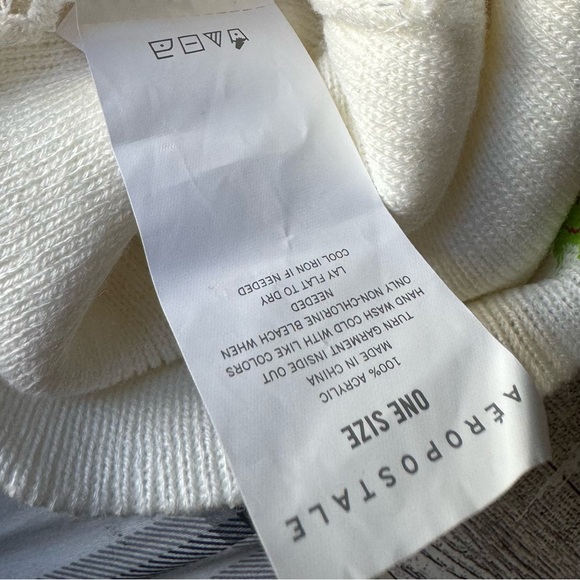 AÉROPOSTALE
ONE SIZE
100% ACRYLIC
MADE IN CHINA
TURN GARMENT INSIDE OUT
HAND WASH COLD WITH LIKE COLORS
ONLY NON-CHLORINE BLEACH WHEN
NEEDED
LAY FLAT TO DRY
COOL IRON IF NEEDED